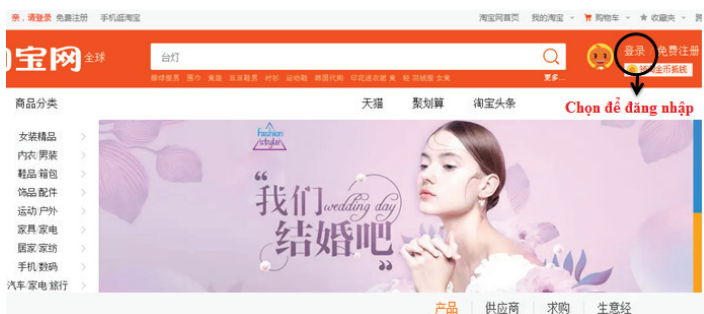 亲，请登录 免费注册 手机逛淘宝 淘宝网首页 我的淘宝 购物车 收藏夹
宝网 全球 台灯 登录 / 免费注册
更多...
商品分类 天猫 聚划算 淘宝头条
Chọn để đăng nhập
女装精品
内衣 男装
鞋品 箱包
饰品 配件
运动 户外
家具 家电
居家 家纺
手机 数码
汽车 家电 旅行
Fashion
“我们 wedding day
结婚吧”
产品 供应商 求购 生意经